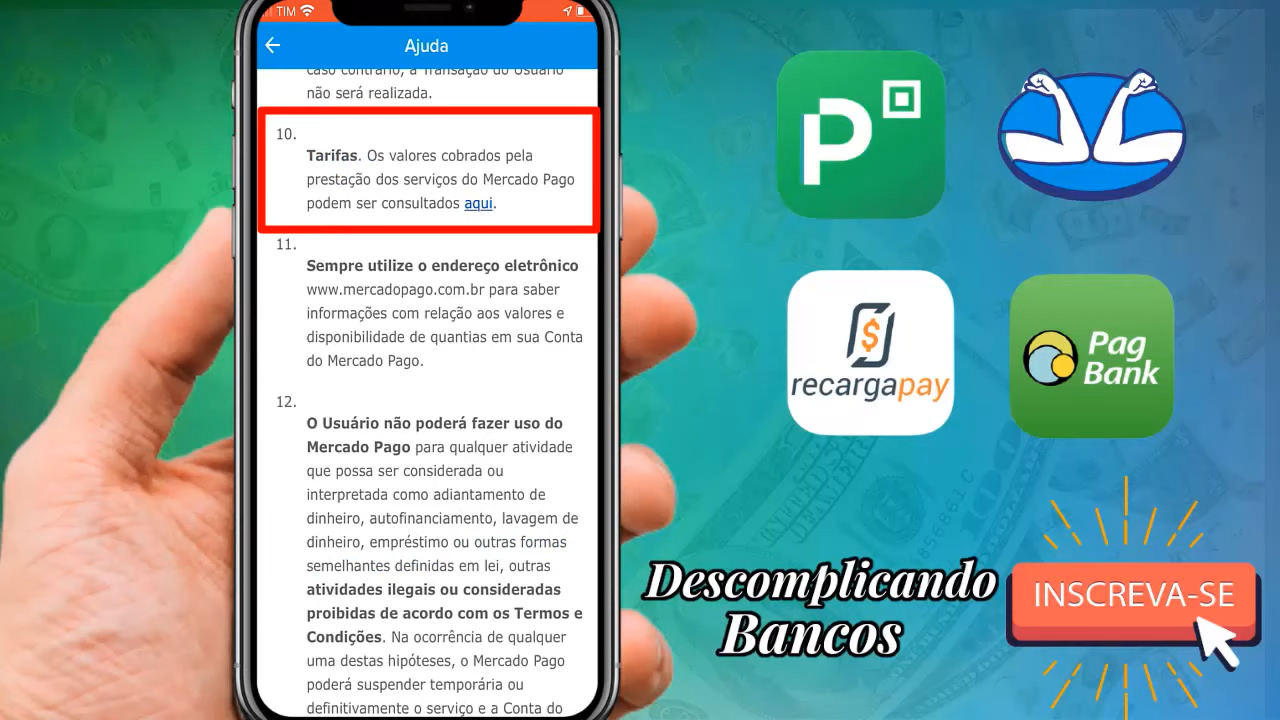 TIM
Ajuda
caso contrário, a Transação do Usuário
não será realizada.
10.
Tarifas. Os valores cobrados pela
prestação dos serviços do Mercado Pago
podem ser consultados aqui.
11.
Sempre utilize o endereço eletrônico
www.mercadopago.com.br para saber
informações com relação aos valores e
disponibilidade de quantias em sua Conta
do Mercado Pago.
12.
O Usuário não poderá fazer uso do
Mercado Pago para qualquer atividade
que possa ser considerada ou
interpretada como adiantamento de
dinheiro, autofinanciamento, lavagem de
dinheiro, empréstimo ou outras formas
semelhantes definidas em lei, outras
atividades ilegais ou consideradas
proibidas de acordo com os Termos e
Condições. Na ocorrência de qualquer
uma destas hipóteses, o Mercado Pago
poderá suspender temporária ou
definitivamente o serviço e a Conta do
P
recargapay
Pag
Bank
Descomplicando
Bancos
INSCREVA-SE